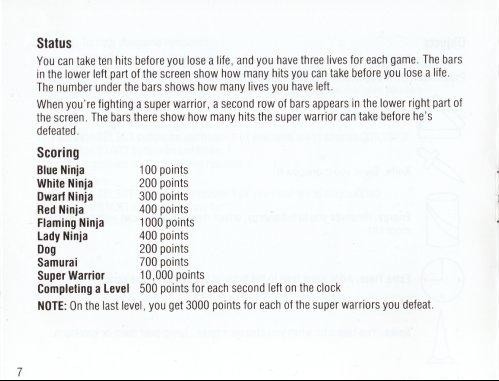 Status
You can take ten hits before you lose a life, and you have three lives for each game. The bars
in the lower left part of the screen show how many hits you can take before you lose a life.
The number under the bars shows how many lives you have left.
When you're fighting a super warrior, a second row of bars appears in the lower right part of
the screen. The bars there show how many hits the super warrior can take before he's
defeated.
Scoring
Blue Ninja 100 points
White Ninja 200 points
Dwarf Ninja 300 points
Red Ninja 400 points
Flaming Ninja 1000 points
Lady Ninja 400 points
Dog 200 points
Samurai 700 points
Super Warrior 10,000 points
Completing a Level 500 points for each second left on the clock
NOTE: On the last level, you get 3000 points for each of the super warriors you defeat.
7